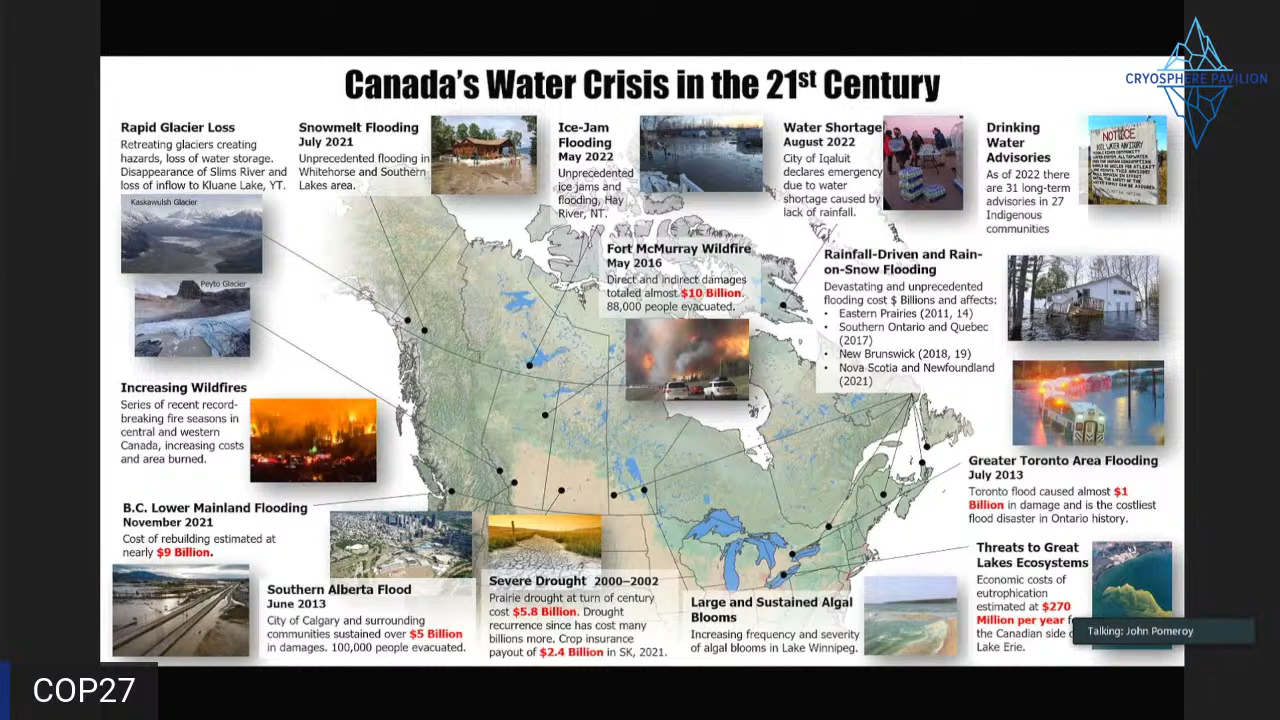 Canada's Water Crisis in the 21st Century
CRYOSPHERE PAVILION
Rapid Glacier Loss
Retreating glaciers creating
hazards, loss of water storage.
Disappearance of Slims River and
loss of inflow to Kluane Lake, YT.
Kaskawulsh Glacier
Peyto Glacier
Snowmelt Flooding
July 2021
Unprecedented flooding in
Whitehorse and Southern
Lakes area.
Ice-Jam
Flooding
May 2022
Unprecedented
ice jams and
flooding, Hay
River, NT.
Water Shortage
August 2022
City of Iqaluit
declares emergency
due to water
shortage caused by
lack of rainfall.
Drinking
Water
Advisories
As of 2022 there
are 31 long-term
advisories in 27
Indigenous
communities
NOTICE
BOIL WATER ADVISORY
Fort McMurray Wildfire
May 2016
Direct and indirect damages
totaled almost $10 Billion.
88,000 people evacuated.
Rainfall-Driven and Rain-
on-Snow Flooding
Devastating and unprecedented
flooding cost $ Billions and affects:
• Eastern Prairies (2011, 14)
• Southern Ontario and Quebec
(2017)
• New Brunswick (2018, 19)
• Nova Scotia and Newfoundland
(2021)
Increasing Wildfires
Series of recent record-
breaking fire seasons in
central and western
Canada, increasing costs
and area burned.
Greater Toronto Area Flooding
July 2013
Toronto flood caused almost $1
Billion in damage and is the costliest
flood disaster in Ontario history.
B.C. Lower Mainland Flooding
November 2021
Cost of rebuilding estimated at
nearly $9 Billion.
Southern Alberta Flood
June 2013
City of Calgary and surrounding
communities sustained over $5 Billion
in damages. 100,000 people evacuated.
Severe Drought 2000–2002
Prairie drought at turn of century
cost $5.8 Billion. Drought
recurrence since has cost many
billions more. Crop insurance
payout of $2.4 Billion in SK, 2021.
Large and Sustained Algal
Blooms
Increasing frequency and severity
of algal blooms in Lake Winnipeg.
Threats to Great
Lakes Ecosystems
Economic costs of
eutrophication
estimated at $270
Million per year
the Canadian side
Lake Erie.
Talking: John Pomeroy
COP27